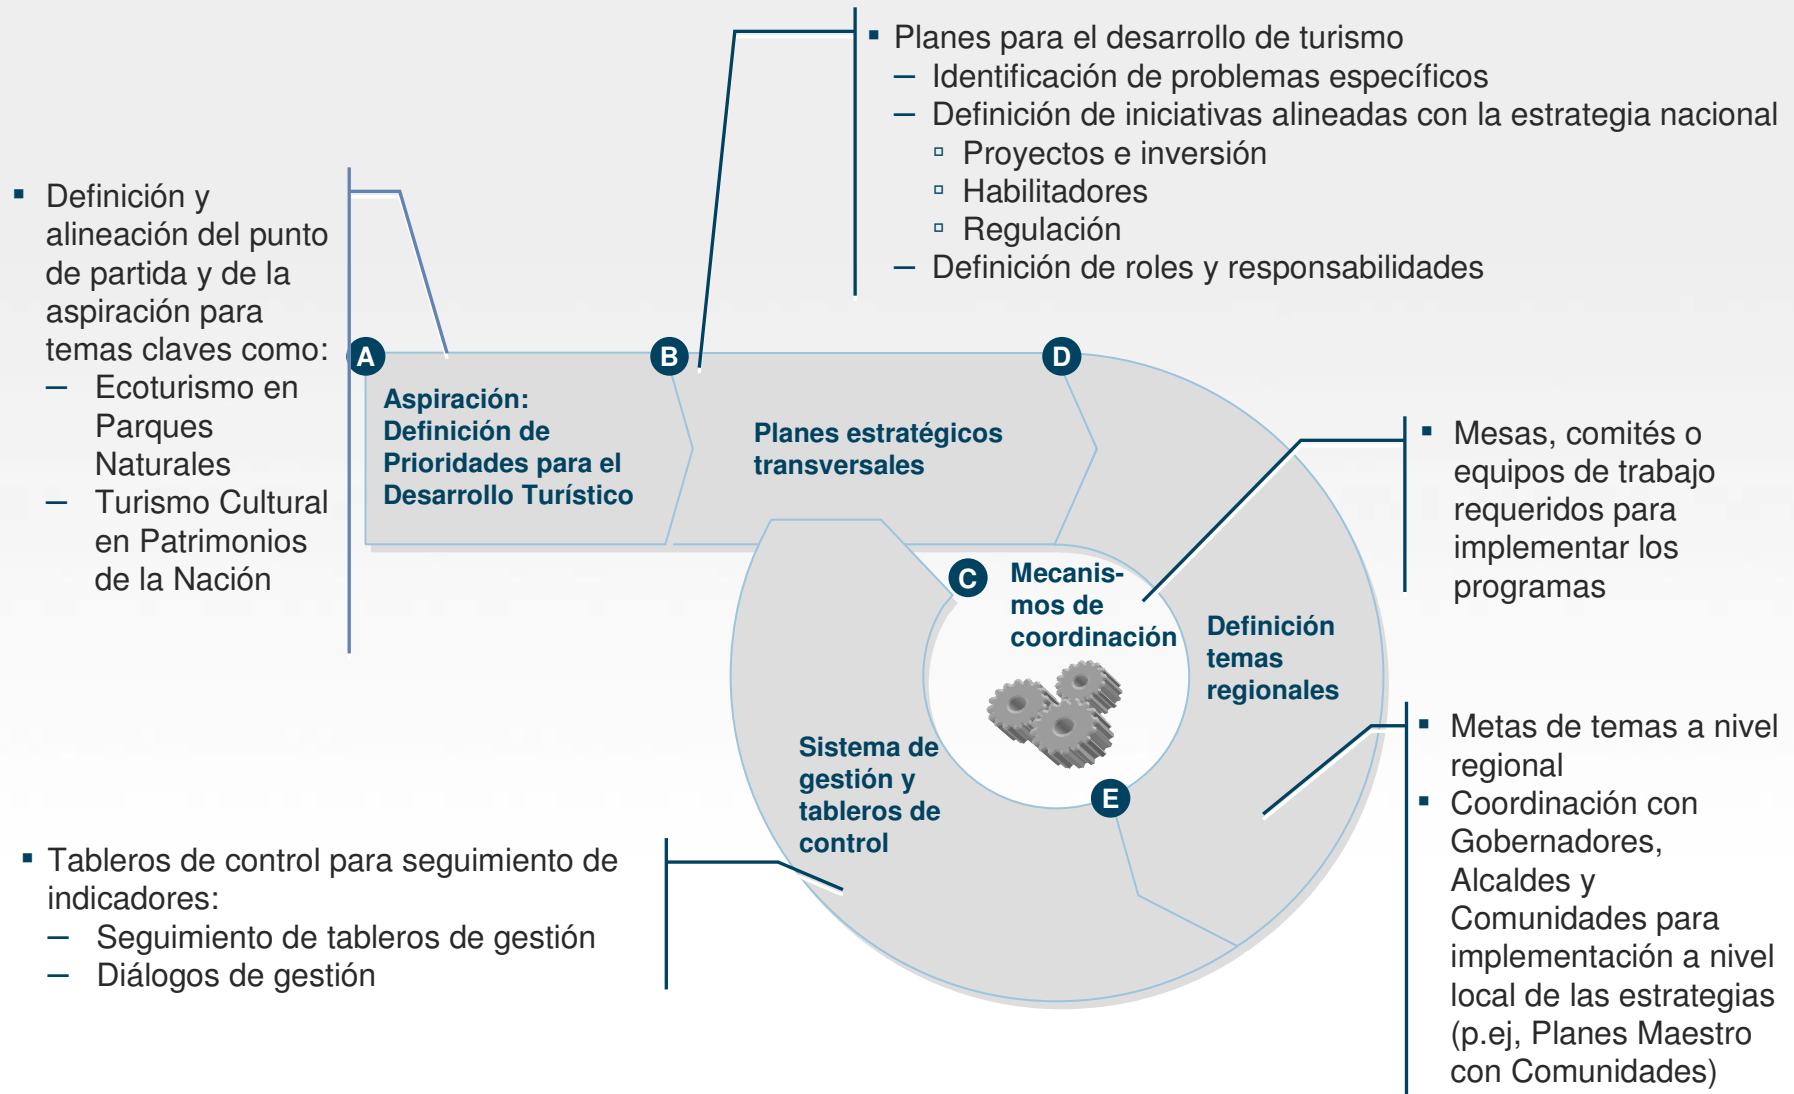 ▪ Planes para el desarrollo de turismo
– Identificación de problemas específicos
– Definición de iniciativas alineadas con la estrategia nacional
▫ Proyectos e inversión
▫ Habilitadores
▫ Regulación
– Definición de roles y responsabilidades
▪ Definición y
alineación del punto
de partida y de la
aspiración para
temas claves como:
– Ecoturismo en
Parques
Naturales
– Turismo Cultural
en Patrimonios
de la Nación
A
Aspiración:
Definición de
Prioridades para el
Desarrollo Turístico
B
Planes estratégicos
transversales
D
▪ Mesas, comités o
equipos de trabajo
requeridos para
implementar los
programas
C
Mecanis-
mos de
coordinación
Definición
temas
regionales
Sistema de
gestión y
tableros de
control
E
▪ Metas de temas a nivel
regional
▪ Coordinación con
Gobernadores,
Alcaldes y
Comunidades para
implementación a nivel
local de las estrategias
(p.ej, Planes Maestro
con Comunidades)
▪ Tableros de control para seguimiento de
indicadores:
– Seguimiento de tableros de gestión
– Diálogos de gestión